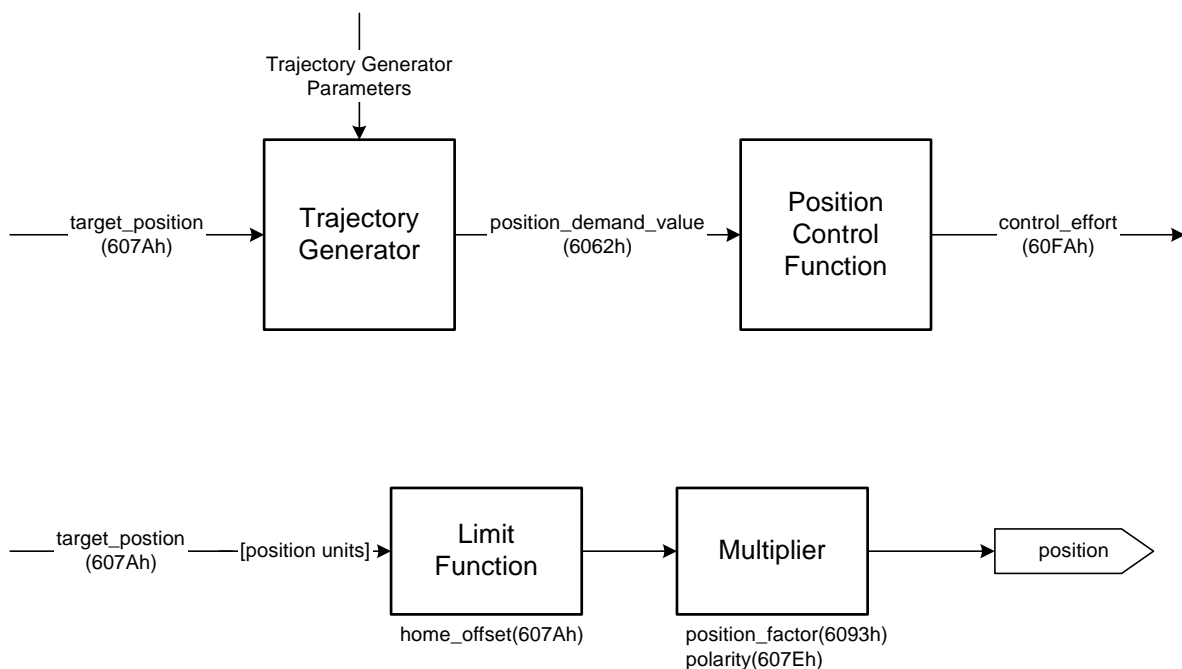 Trajectory Generator
Parameters
target_position
(607Ah)
Trajectory
Generator
position_demand_value
(6062h)
Position
Control
Function
control_effort
(60FAh)
target_postion
(607Ah)
[position units]
Limit
Function
home_offset(607Ah)
Multiplier
position_factor(6093h)
polarity(607Eh)
position